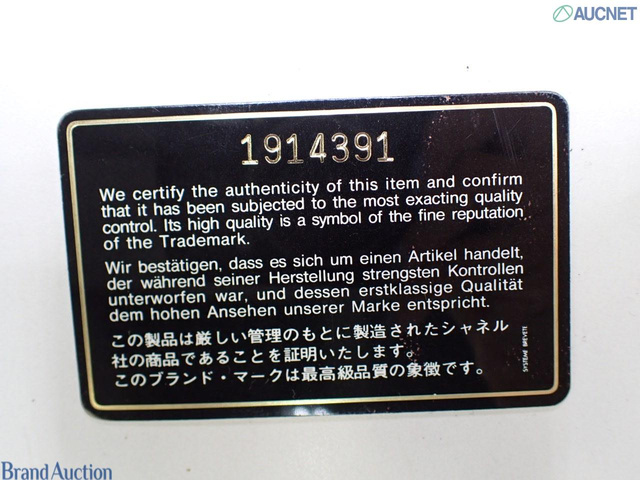 AUCNET
1914391
We certify the authenticity of this item and confirm
that it has been subjected to the most exacting quality
control. Its high quality is a symbol of the fine reputation
of the Trademark.
Wir bestätigen, dass es sich um einen Artikel handelt,
der während seiner Herstellung strengsten Kontrollen
unterworfen war, und dessen erstklassige Qualität
dem hohen Ansehen unserer Marke entspricht.
この製品は厳しい管理のもとに製造されたシャネル
社の商品であることを証明いたします。
このブランド・マークは最高級品質の象徴です。
SYSTEME BREVETE
Brand Auction